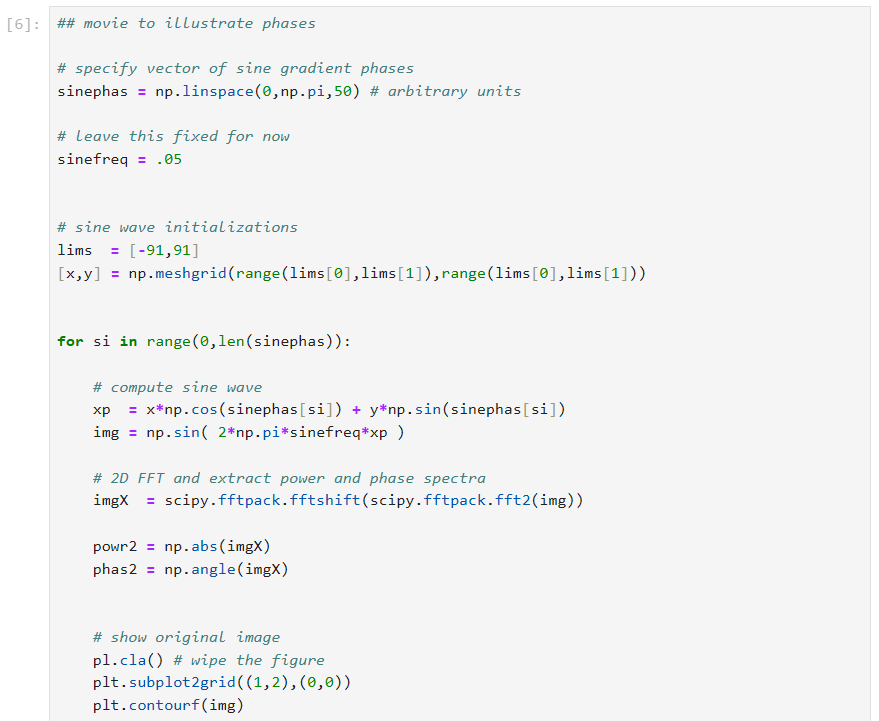 [6]:
## movie to illustrate phases
# specify vector of sine gradient phases
sinephas = np.linspace(0,np.pi,50) # arbitrary units
# leave this fixed for now
sinefreq = .05
# sine wave initializations
lims  = [-91,91]
[x,y] = np.meshgrid(range(lims[0],lims[1]),range(lims[0],lims[1]))
for si in range(0,len(sinephas)):
    # compute sine wave
    xp  = x*np.cos(sinephas[si]) + y*np.sin(sinephas[si])
    img = np.sin( 2*np.pi*sinefreq*xp )
    # 2D FFT and extract power and phase spectra
    imgX  = scipy.fftpack.fftshift(scipy.fftpack.fft2(img))
    powr2 = np.abs(imgX)
    phas2 = np.angle(imgX)
    # show original image
    pl.cla() # wipe the figure
    plt.subplot2grid((1,2),(0,0))
    plt.contourf(img)